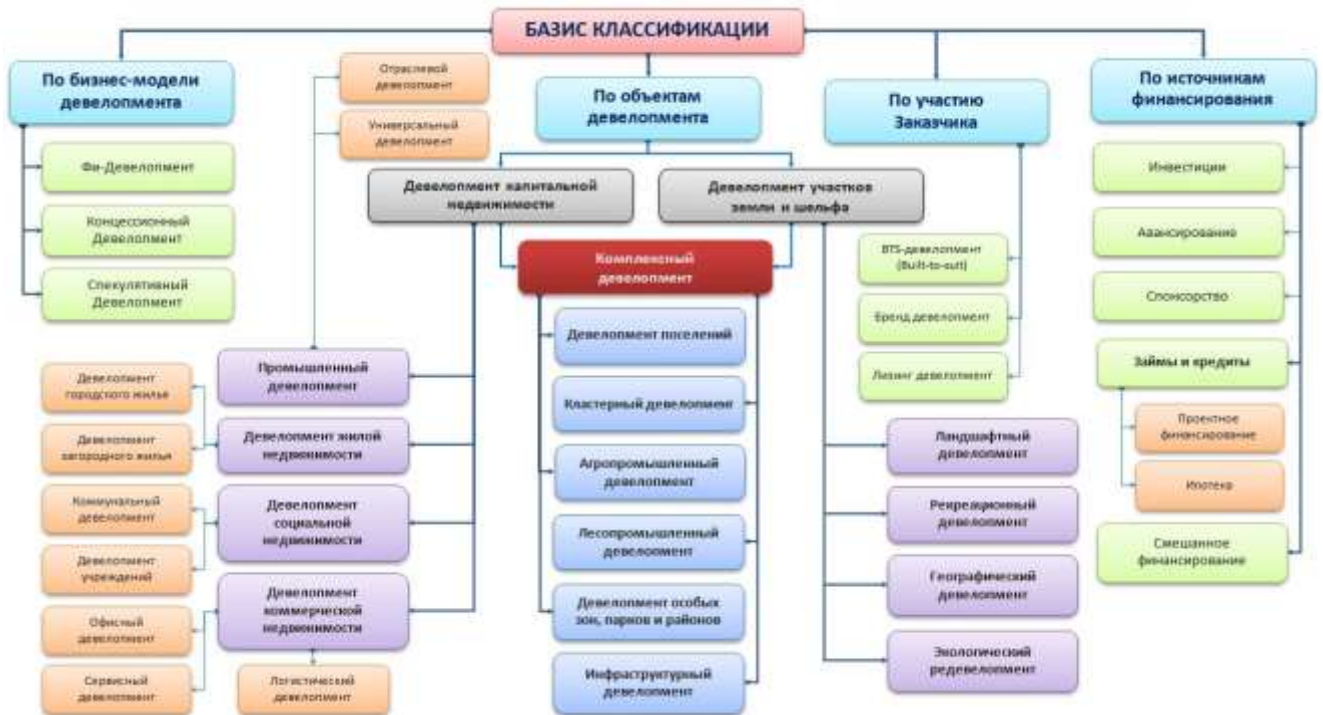 БАЗИС КЛАССИФИКАЦИИ
По бизнес-модели
девелопмента
Фи-Девелопмент
Концессионный
Девелопмент
Спекулятивный
Девелопмент
Отраслевой
девелопмент
Универсальный
девелопмент
По объектам
девелопмента
Девелопмент капитальной
недвижимости
Девелопмент участков
земли и шельфа
Комплексный
девелопмент
Промышленный
девелопмент
Девелопмент жилой
недвижимости
Девелопмент
социальной
недвижимости
Девелопмент
коммерческой
недвижимости
Девелопмент
городского жилья
Девелопмент
загородного жилья
Коммунальный
девелопмент
Девелопмент
учреждений
Офисный
девелопмент
Сервисный
девелопмент
Логистический
девелопмент
Девелопмент поселений
Кластерный девелопмент
Агропромышленный
девелопмент
Лесопромышленный
девелопмент
Девелопмент особых
зон, парков и районов
Инфраструктурный
девелопмент
По участию
Заказчика
BTS-девелопмент
(Built-to-suit)
Бренд девелопмент
Лизинг девелопмент
Ландшафтный
девелопмент
Рекреационный
девелопмент
Географический
девелопмент
Экологический
редевелопмент
По источникам
финансирования
Инвестиции
Авансирование
Спонсорство
Займы и кредиты
Проектное
финансирование
Ипотека
Смешанное
финансирование